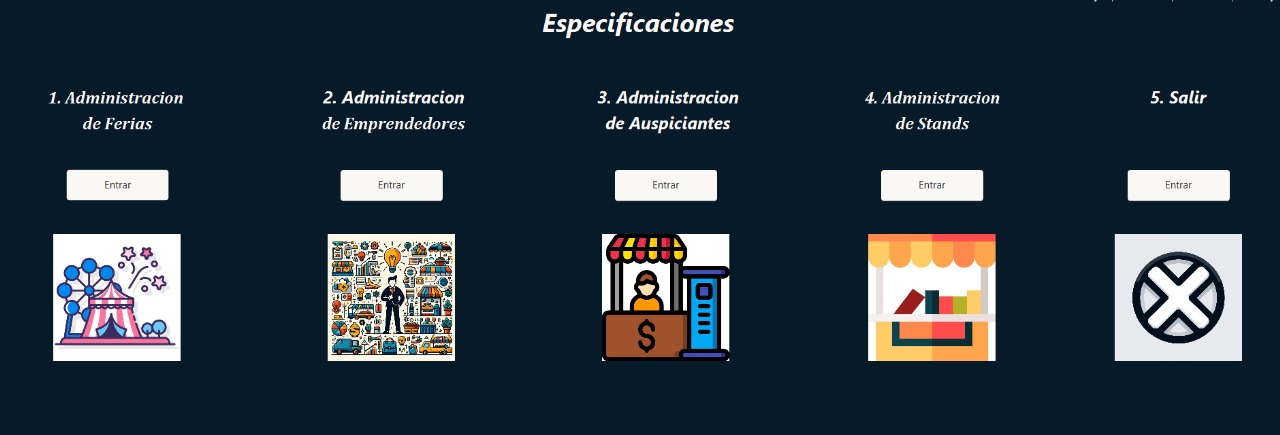 Especificaciones
1. Administracion
de Ferias
2. Administracion
de Emprendedores
3. Administracion
de Auspiciantes
4. Administracion
de Stands
5. Salir
Entrar
Entrar
Entrar
Entrar
Entrar
$